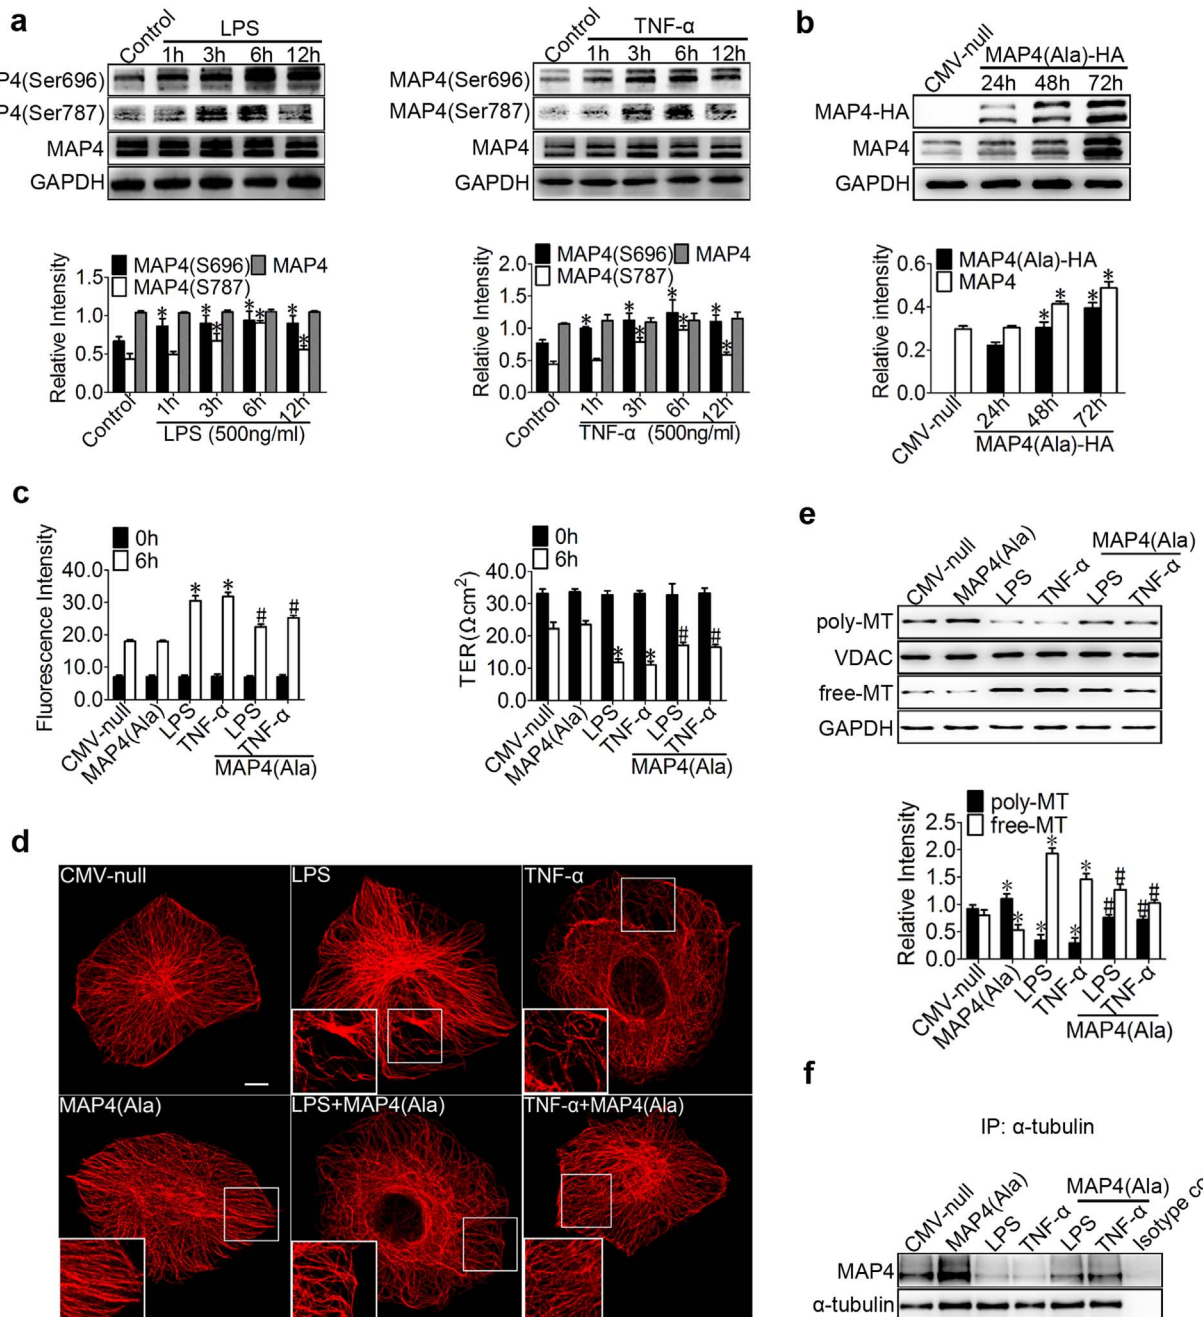 a
Control
LPS
1h 3h 6h 12h
P4(Ser696)
P4(Ser787)
MAP4
GAPDH
MAP4(S696) MAP4
MAP4(S787)
Relative Intensity
1.5
1.0
0.5
0.0
* * * *
* * *
Control 1h 3h 6h 12h
LPS (500ng/ml)
Control
TNF-α
1h 3h 6h 12h
MAP4(Ser696)
MAP4(Ser787)
MAP4
GAPDH
MAP4(S696) MAP4
MAP4(S787)
Relative Intensity
2.0
1.5
1.0
0.5
0.0
* * * *
* * *
Control 1h 3h 6h 12h
TNF-α (500ng/ml)
b
CMV-null
MAP4(Ala)-HA
24h 48h 72h
MAP4-HA
MAP4
GAPDH
MAP4(Ala)-HA
MAP4
Relative Intensity
0.6
0.4
0.2
0.0
* * * *
CMV-null 24h 48h 72h
MAP4(Ala)-HA
c
0h
6h
Fluorescence Intensity
40.0
30.0
20.0
10.0
0.0
* * # #
CMV-null MAP4(Ala) LPS TNF-α LPS TNF-α
MAP4(Ala)
0h
6h
TER(Ω·cm²)
40.0
30.0
20.0
10.0
0.0
* * # #
CMV-null MAP4(Ala) LPS TNF-α LPS TNF-α
MAP4(Ala)
d
CMV-null LPS TNF-α
MAP4(Ala) LPS+MAP4(Ala) TNF-α+MAP4(Ala)
e
MAP4(Ala)
CMV-null MAP4(Ala) LPS TNF-α LPS TNF-α
poly-MT
VDAC
free-MT
GAPDH
poly-MT
free-MT
Relative Intensity
2.5
2.0
1.5
1.0
0.5
0.0
* * * * * * # # # #
CMV-null MAP4(Ala) LPS TNF-α LPS TNF-α
MAP4(Ala)
f
IP: α-tubulin
MAP4(Ala)
CMV-null MAP4(Ala) LPS TNF-α LPS TNF-α Isotype co
MAP4
α-tubulin